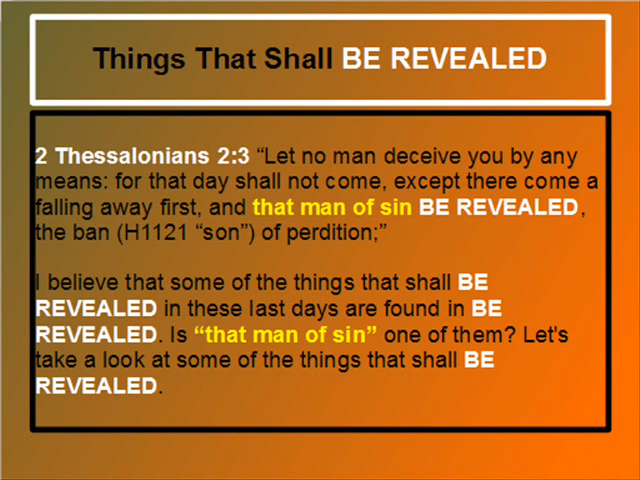 Things That Shall BE REVEALED
2 Thessalonians 2:3 “Let no man deceive you by any
means: for that day shall not come, except there come a
falling away first, and that man of sin BE REVEALED,
the ban (H1121 “son”) of perdition;”
I believe that some of the things that shall BE
REVEALED in these last days are found in BE
REVEALED. Is “that man of sin” one of them? Let's
take a look at some of the things that shall BE
REVEALED.